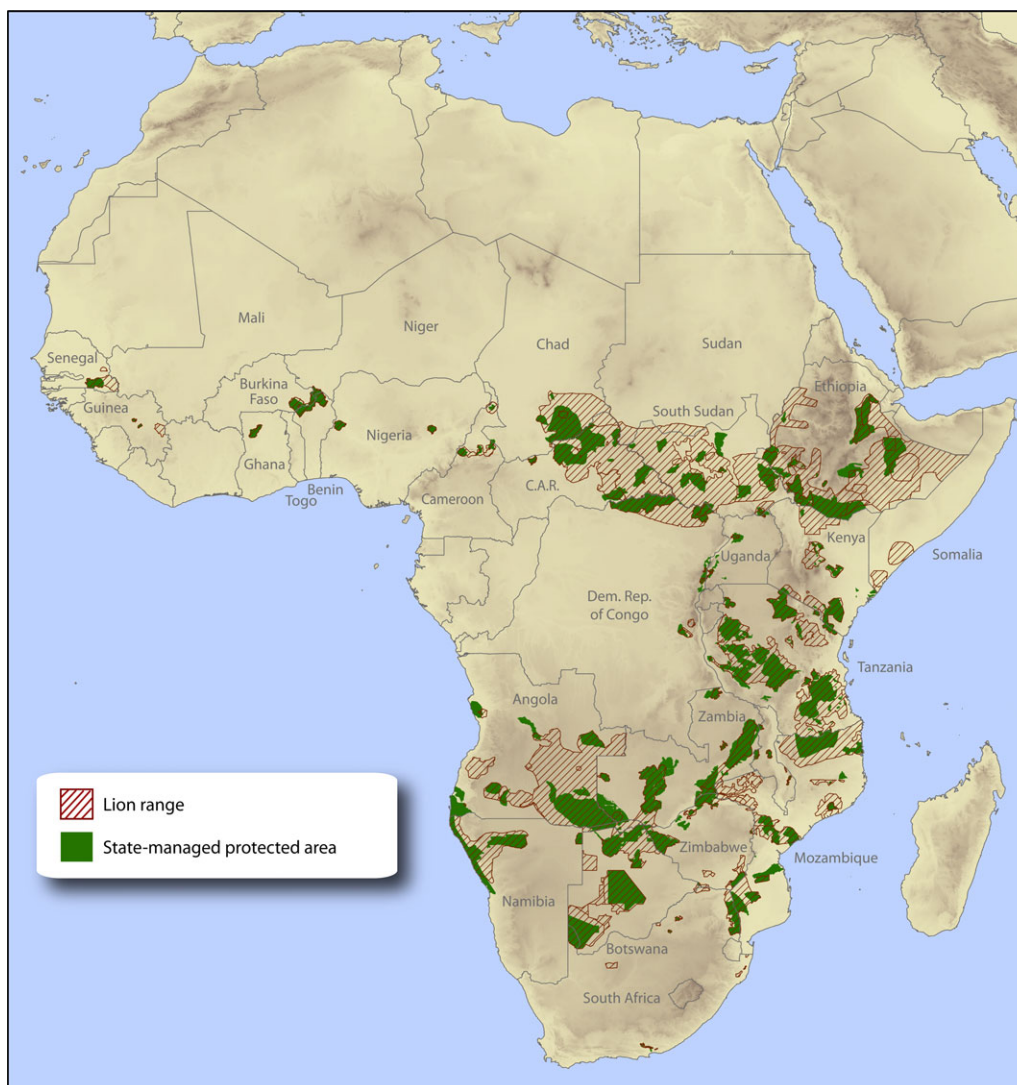 Mali
Niger
Chad
Sudan
Senegal
Burkina
Faso
Ethiopia
Guinea
South Sudan
Nigeria
Ghana
Benin
Togo
Cameroon
C.A.R.
Kenya
Uganda
Somalia
Dem. Rep.
of Congo
Tanzania
Angola
Zambia
Lion range
State-managed protected area
Zimbabwe
Mozambique
Namibia
Botswana
South Africa